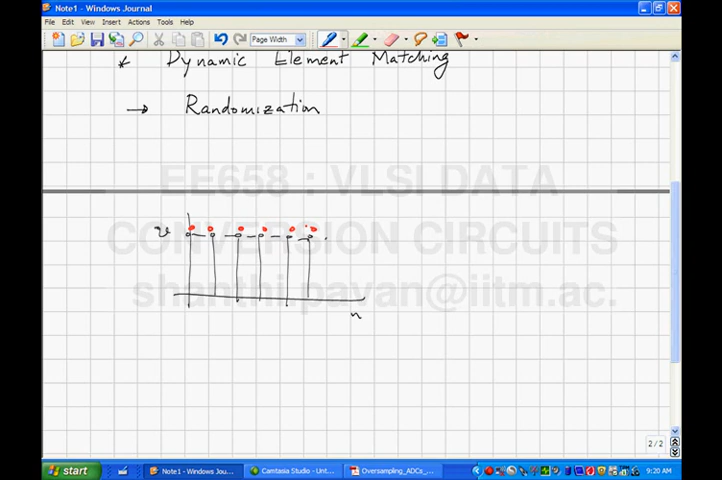 Note1 - Windows Journal
File Edit View Insert Actions Tools Help
Page Width
* Dynamic Element Matching
→ Randomization
EE658 : VLSI DATA
CONVERSION CIRCUITS
shanthi.pavan@iitm.ac.
v
n
2 / 2
start
Note1 - Windows Jou...
Camtasia Studio - Unt...
Oversampling_ADCs_...
9:20 AM